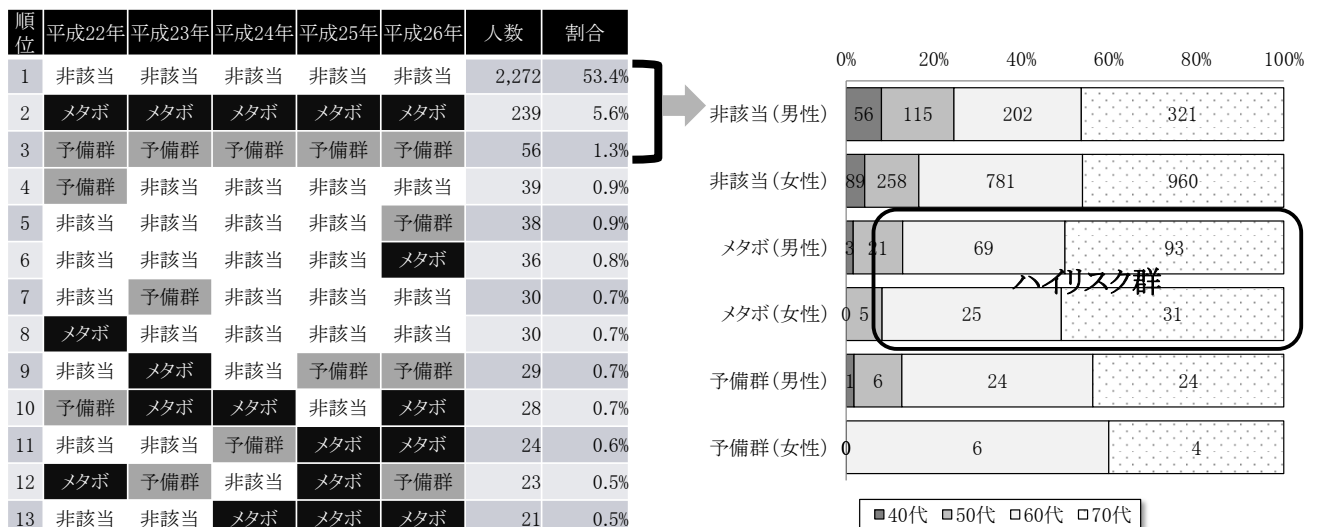 順位 平成22年 平成23年 平成24年 平成25年 平成26年 人数 割合
1 非該当 非該当 非該当 非該当 非該当 2,272 53.4%
2 メタボ メタボ メタボ メタボ メタボ 239 5.6%
3 予備群 予備群 予備群 予備群 予備群 56 1.3%
4 予備群 非該当 非該当 非該当 非該当 39 0.9%
5 非該当 非該当 非該当 非該当 予備群 38 0.9%
6 非該当 非該当 非該当 非該当 メタボ 36 0.8%
7 非該当 予備群 非該当 非該当 非該当 30 0.7%
8 メタボ 非該当 非該当 非該当 非該当 30 0.7%
9 非該当 メタボ 非該当 予備群 予備群 29 0.7%
10 予備群 メタボ メタボ 非該当 メタボ 28 0.7%
11 非該当 非該当 予備群 メタボ メタボ 24 0.6%
12 メタボ 予備群 非該当 メタボ 予備群 23 0.5%
13 非該当 非該当 メタボ メタボ メタボ 21 0.5%
0% 20% 40% 60% 80% 100%
非該当(男性) 56 115 202 321
非該当(女性) 89 258 781 960
メタボ(男性) 3 21 69 93
ハイリスク群
メタボ(女性) 0 5 25 31
予備群(男性) 1 6 24 24
予備群(女性) 0 6 4
40代 50代 60代 70代